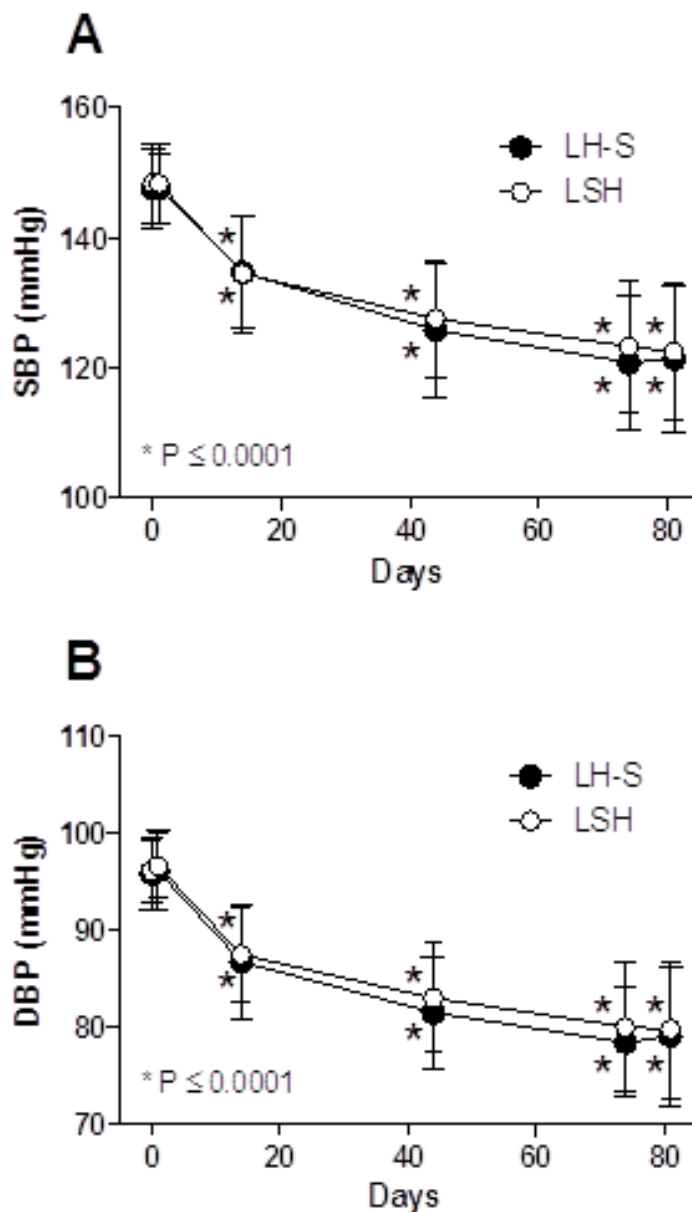 A
160
140
120
100
SBP (mmHg)
LH-S
LSH
* * * * * * * *
* P ≤ 0.0001
0 20 40 60 80
Days
B
110
100
90
80
70
DBP (mmHg)
LH-S
LSH
* * * * * * * *
* P ≤ 0.0001
0 20 40 60 80
Days